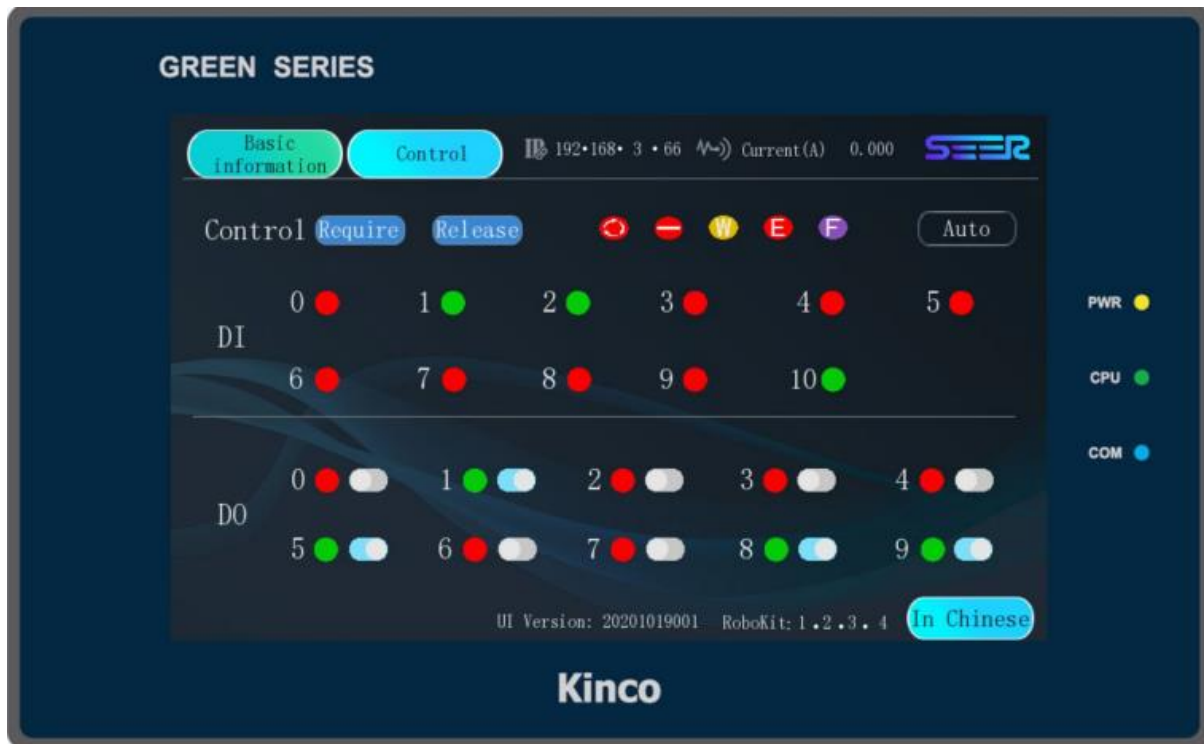 GREEN SERIES
Basic information
Control
192•168• 3 • 66
Current(A) 0.000
SEER
Control Require Release W E F Auto
DI
0 1 2 3 4 5
6 7 8 9 10
DO
0 1 2 3 4
5 6 7 8 9
UI Version: 20201019001 RoboKit: 1.2.3.4 In Chinese
PWR
CPU
COM
Kinco